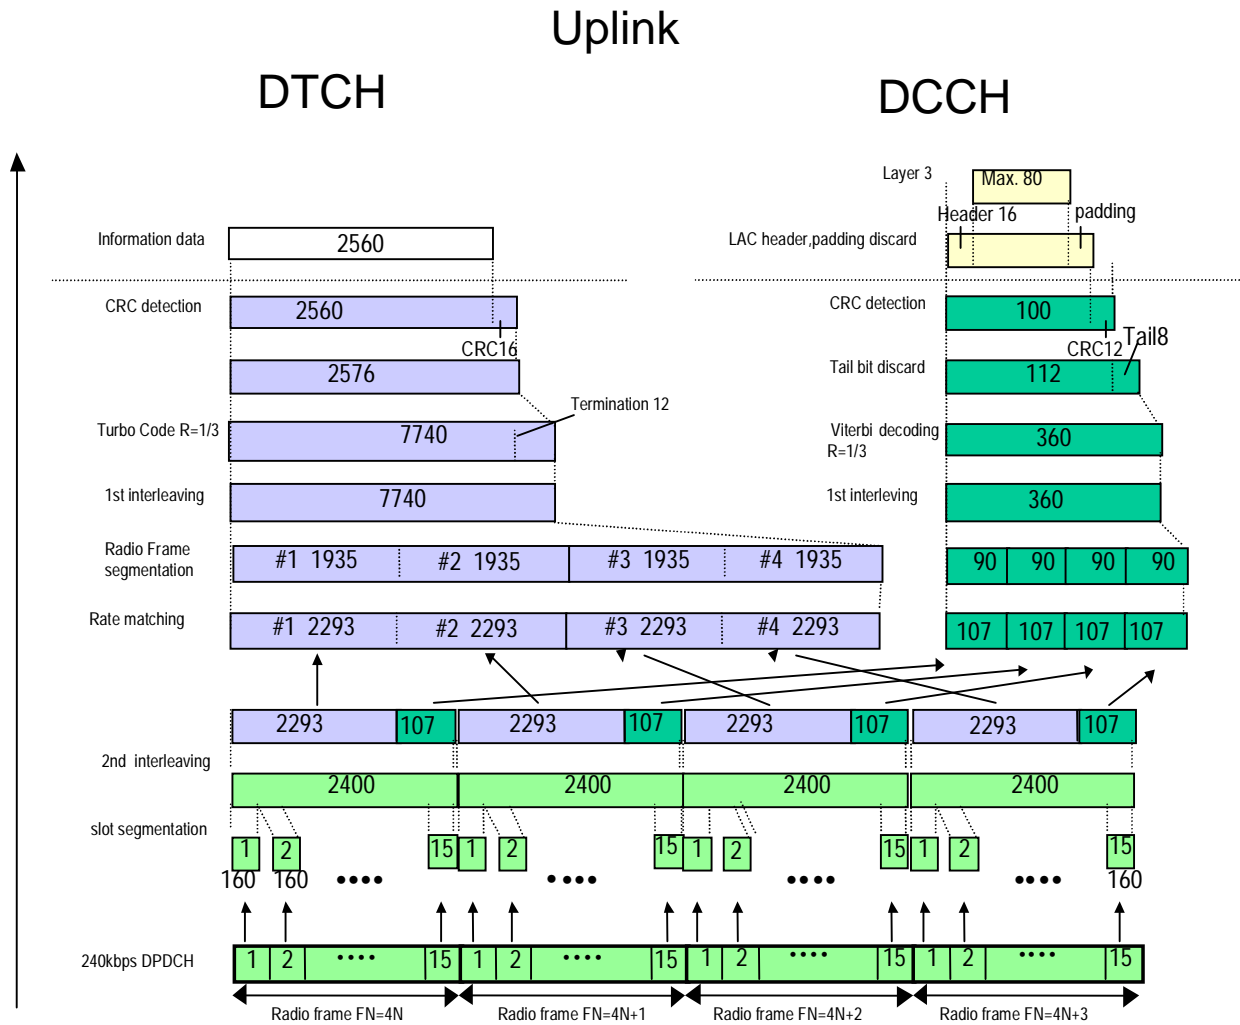 Uplink
DTCH
DCCH
Layer 3
Max. 80
Header 16
padding
Information data
2560
LAC header,padding discard
CRC detection
2560
CRC16
CRC detection
100
CRC12
Tail8
2576
Tail bit discard
112
Termination 12
Turbo Code R=1/3
7740
Viterbi decoding
R=1/3
360
1st interleaving
7740
1st interleving
360
Radio Frame
segmentation
#1 1935
#2 1935
#3 1935
#4 1935
90
90
90
90
Rate matching
#1 2293
#2 2293
#3 2293
#4 2293
107
107
107
107
2293
107
2293
107
2293
107
2293
107
2nd interleaving
2400
2400
2400
2400
slot segmentation
1
2
15
1
2
15
1
2
15
1
2
15
160
160
••••
••••
••••
••••
160
240kbps DPDCH
1
2
••••
15
1
2
••••
15
1
2
••••
15
1
2
••••
15
Radio frame FN=4N
Radio frame FN=4N+1
Radio frame FN=4N+2
Radio frame FN=4N+3